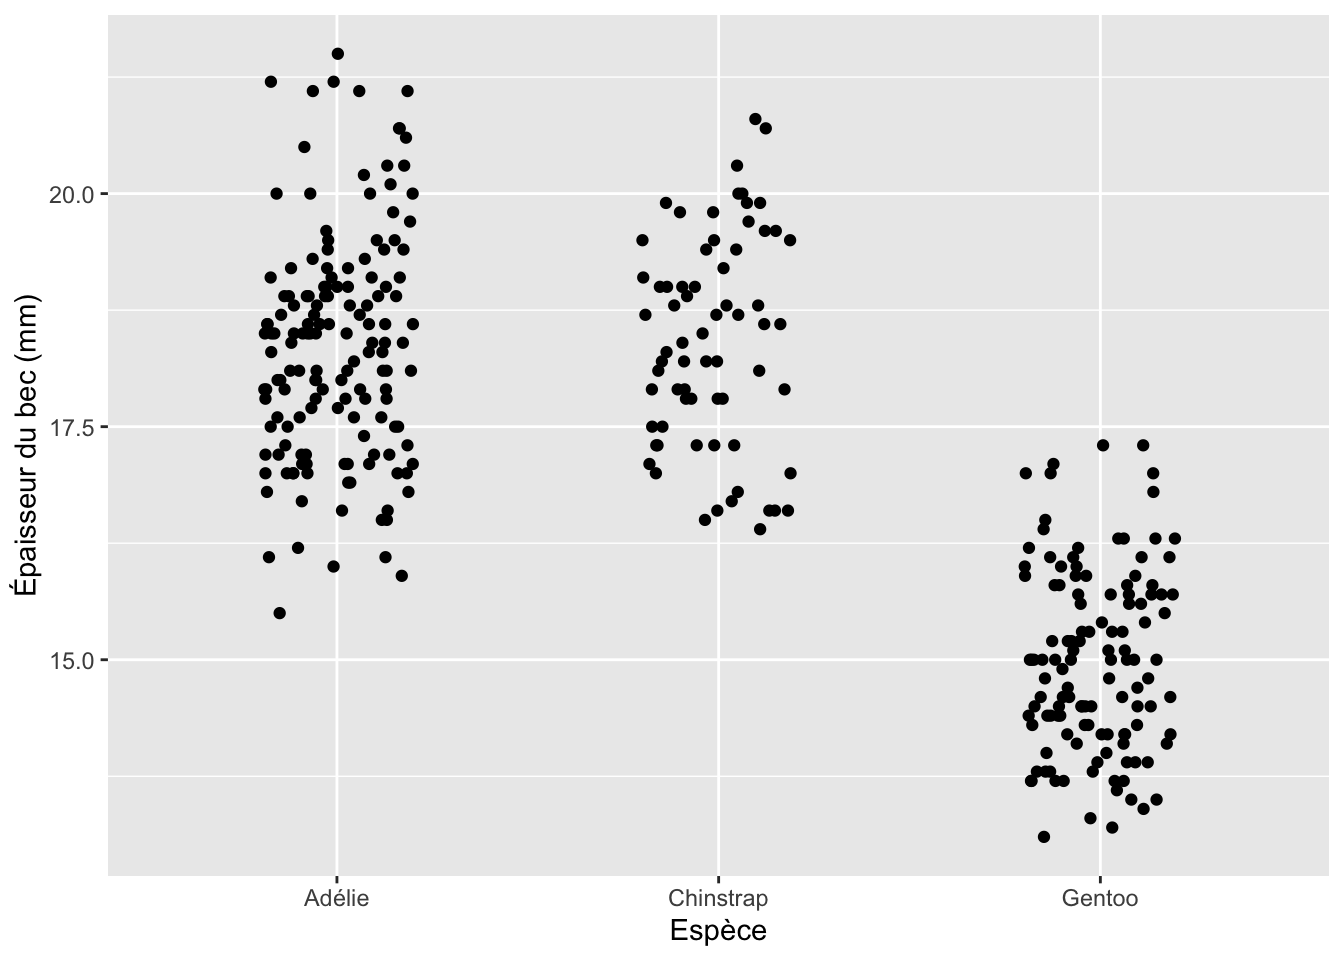 Épaisseur du bec (mm)
20.0
17.5
15.0
Adélie Chinstrap Gentoo
Espèce